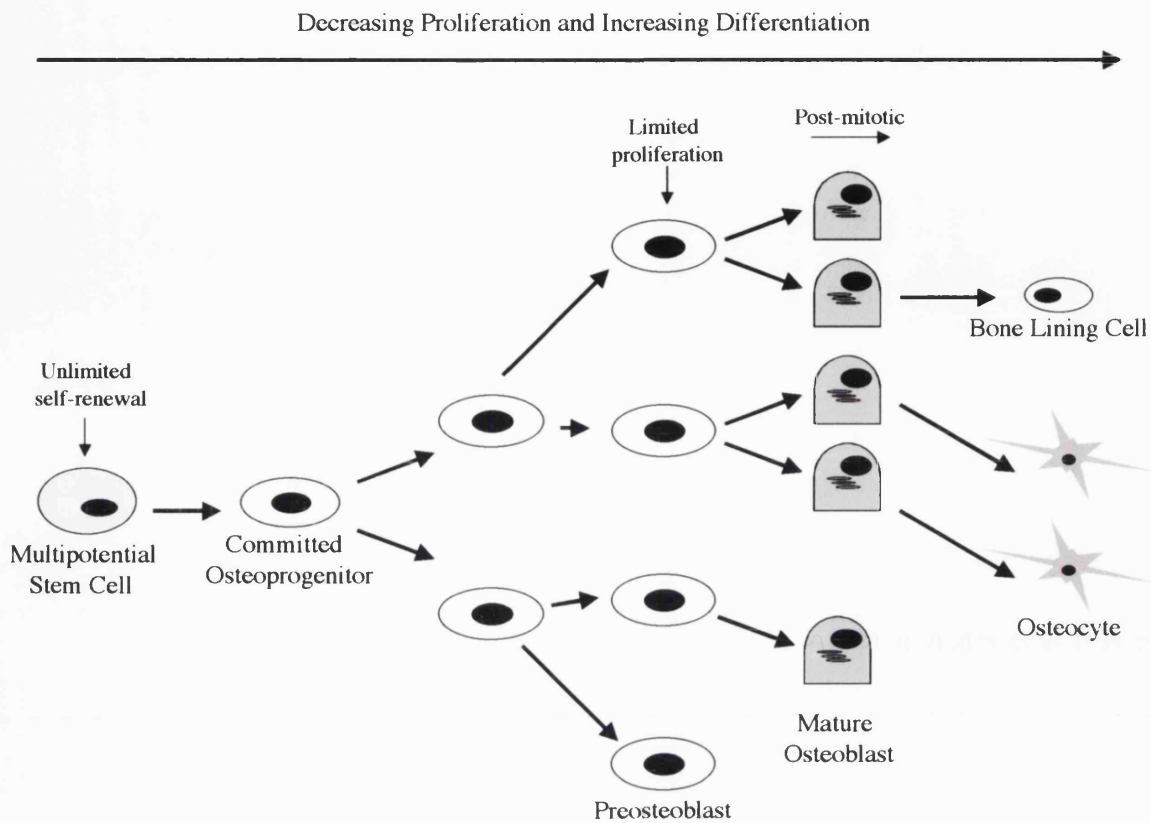 Decreasing Proliferation and Increasing Differentiation
Limited
proliferation
Post-mitotic
Bone Lining Cell
Unlimited
self-renewal
Multipotential
Stem Cell
Committed
Osteoprogenitor
Osteocyte
Mature
Osteoblast
Preosteoblast